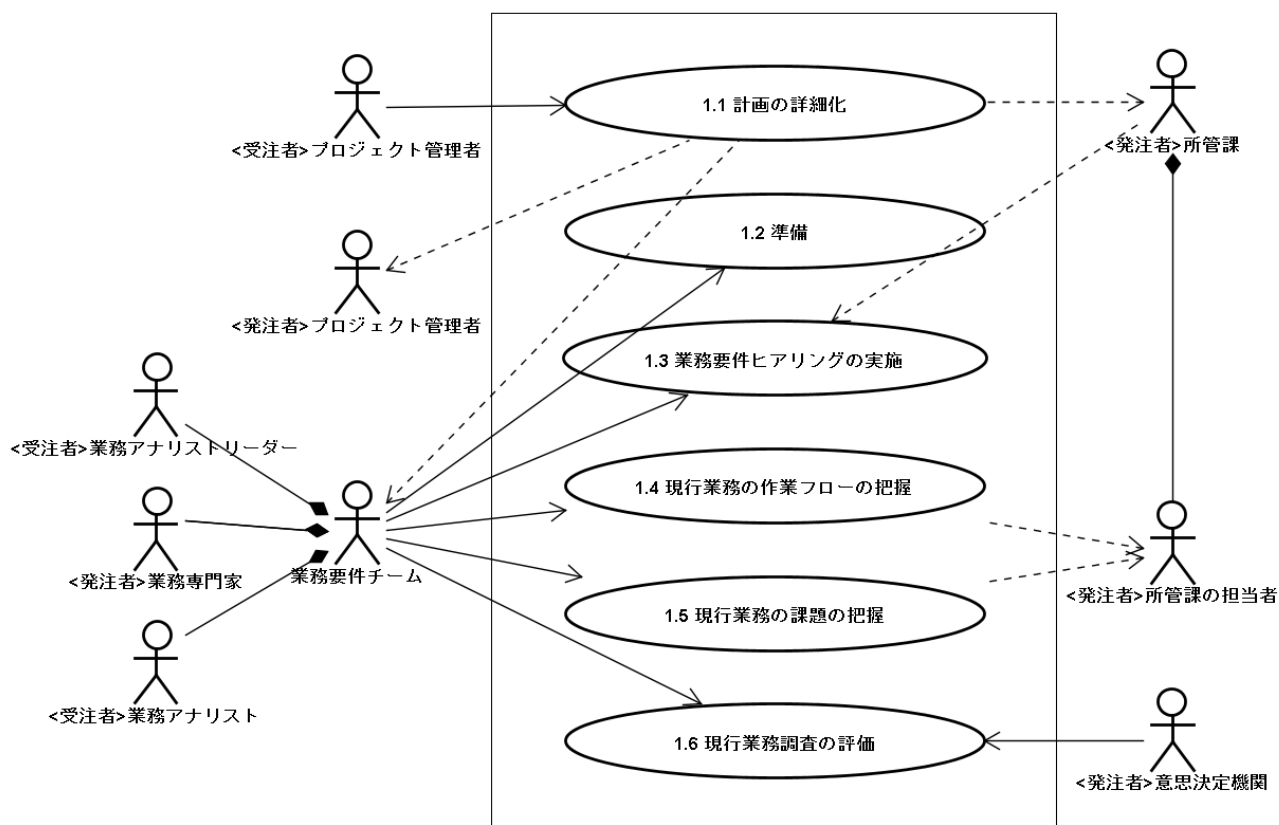 1.1 計画の詳細化
<受注者>プロジェクト管理者
<発注者>所管課
1.2 準備
<発注者>プロジェクト管理者
1.3 業務要件ヒアリングの実施
<受注者>業務アナリストリーダー
1.4 現行業務の作業フローの把握
<発注者>業務専門家
業務要件チーム
<発注者>所管課の担当者
1.5 現行業務の課題の把握
<受注者>業務アナリスト
1.6 現行業務調査の評価
<発注者>意思決定機関